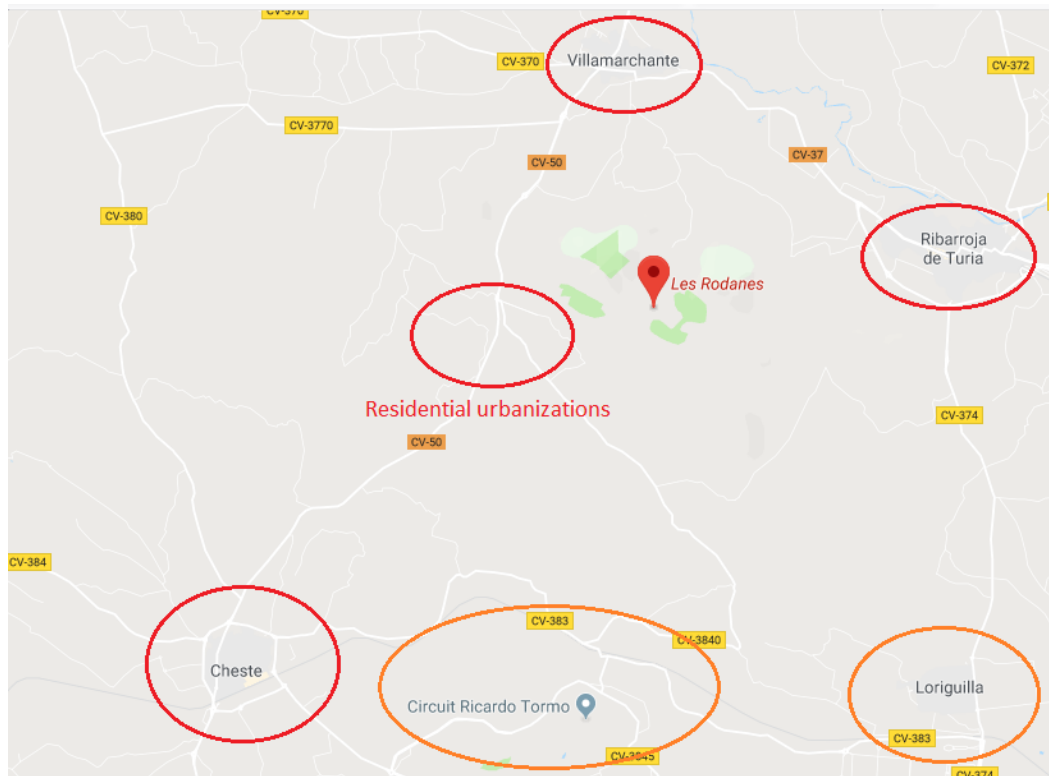 CV-370
Villamarchante
CV-370
CV-372
CV-3770
CV-37
CV-50
CV-380
Ribarroja
de Turia
Les Rodanes
Residential urbanizations
CV-374
CV-50
CV-384
CV-383
CV-3840
Cheste
Loriguilla
Circuit Ricardo Tormo
CV-383
CV-3845
CV-374